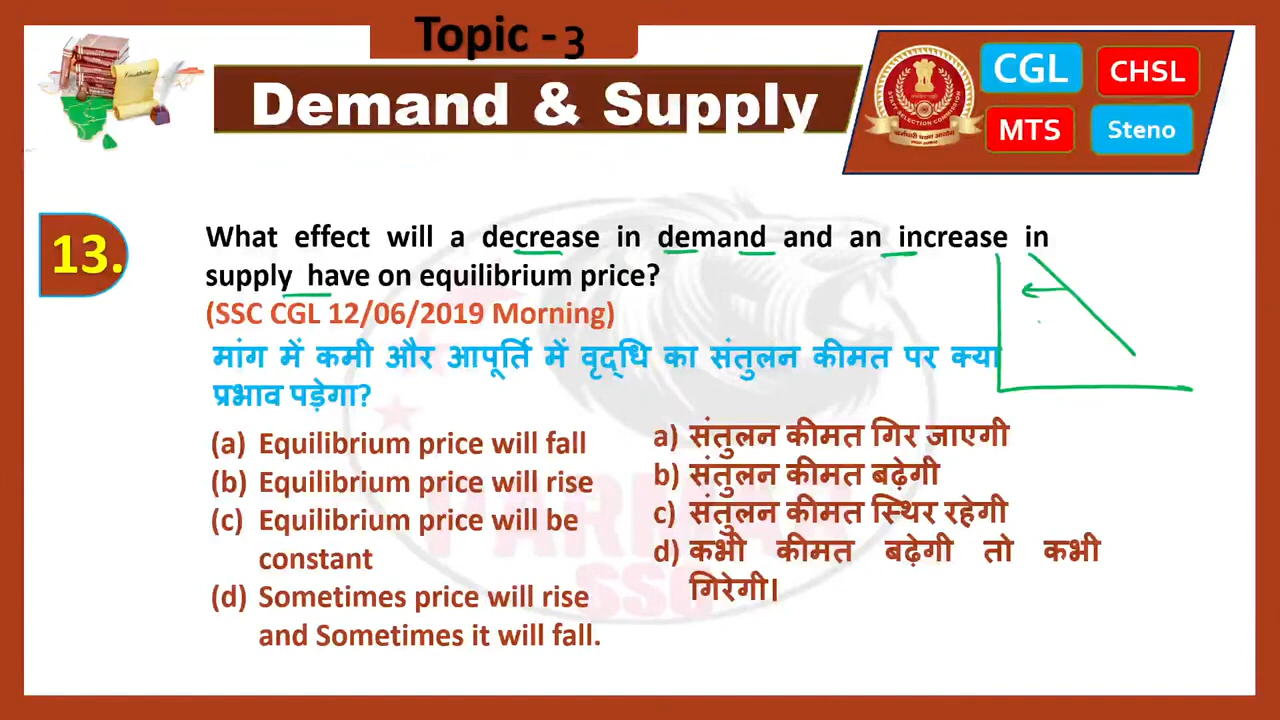 Topic - 3
Demand & Supply
CGL
CHSL
MTS
Steno
13.
What effect will a decrease in demand and an increase in
supply have on equilibrium price?
(SSC CGL 12/06/2019 Morning)
मांग में कमी और आपूर्ति में वृद्धि का संतुलन कीमत पर क्या
प्रभाव पड़ेगा?
(a) Equilibrium price will fall
(b) Equilibrium price will rise
(c) Equilibrium price will be
constant
(d) Sometimes price will rise
and Sometimes it will fall.
a) संतुलन कीमत गिर जाएगी
b) संतुलन कीमत बढ़ेगी
c) संतुलन कीमत स्थिर रहेगी
d) कभी कीमत बढ़ेगी तो कभी
गिरेगी।
SSC